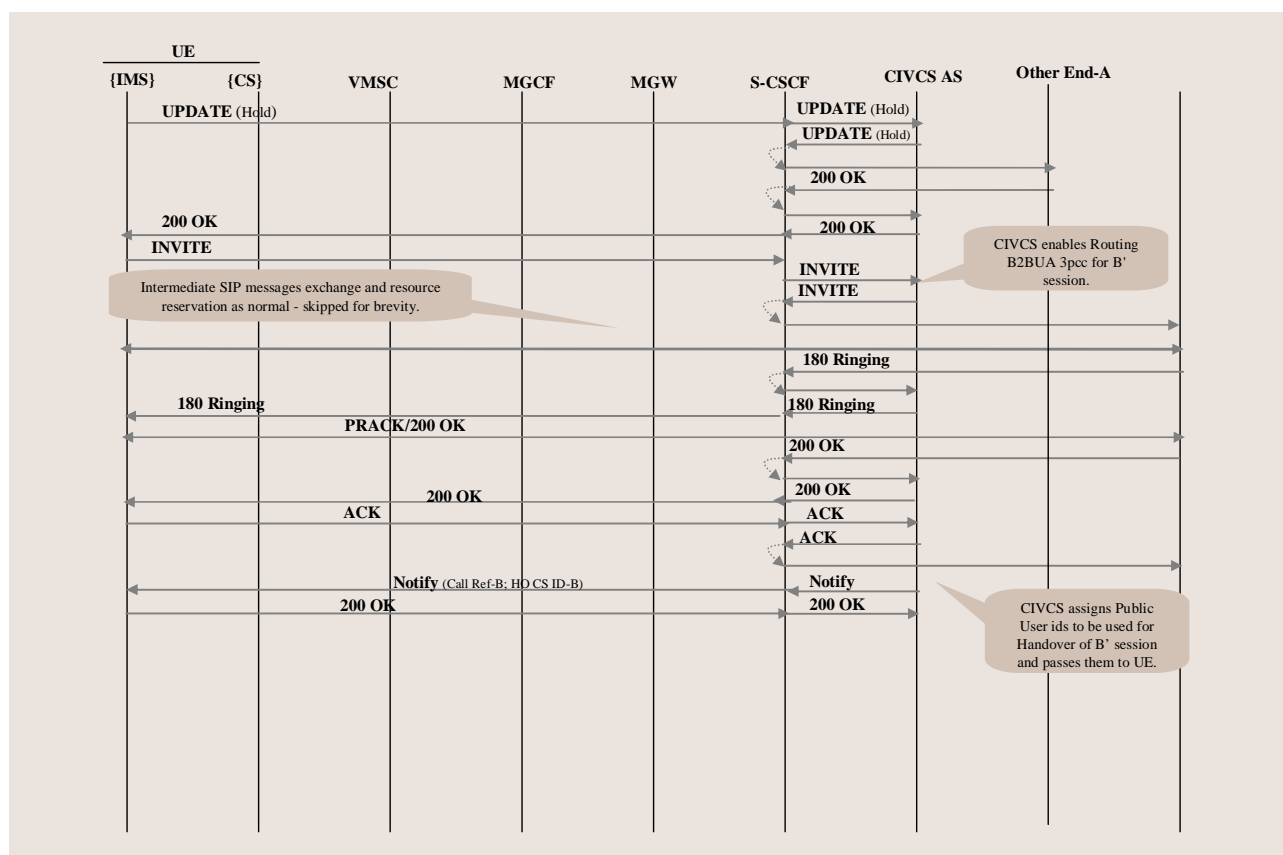 UE
{IMS} {CS} VMSC MGCF MGW S-CSCF CIVCS AS Other End-A
UPDATE (Hold) UPDATE (Hold)
UPDATE (Hold)
200 OK
200 OK 200 OK
INVITE
CIVCS enables Routing
B2BUA 3pcc for B'
session.
INVITE
INVITE
Intermediate SIP messages exchange and resource
reservation as normal - skipped for brevity.
180 Ringing
180 Ringing 180 Ringing
PRACK/200 OK
200 OK
200 OK 200 OK
ACK ACK
ACK
Notify (Call Ref-B; HO CS ID-B) Notify
200 OK 200 OK
CIVCS assigns Public
User ids to be used for
Handover of B’ session
and passes them to UE.